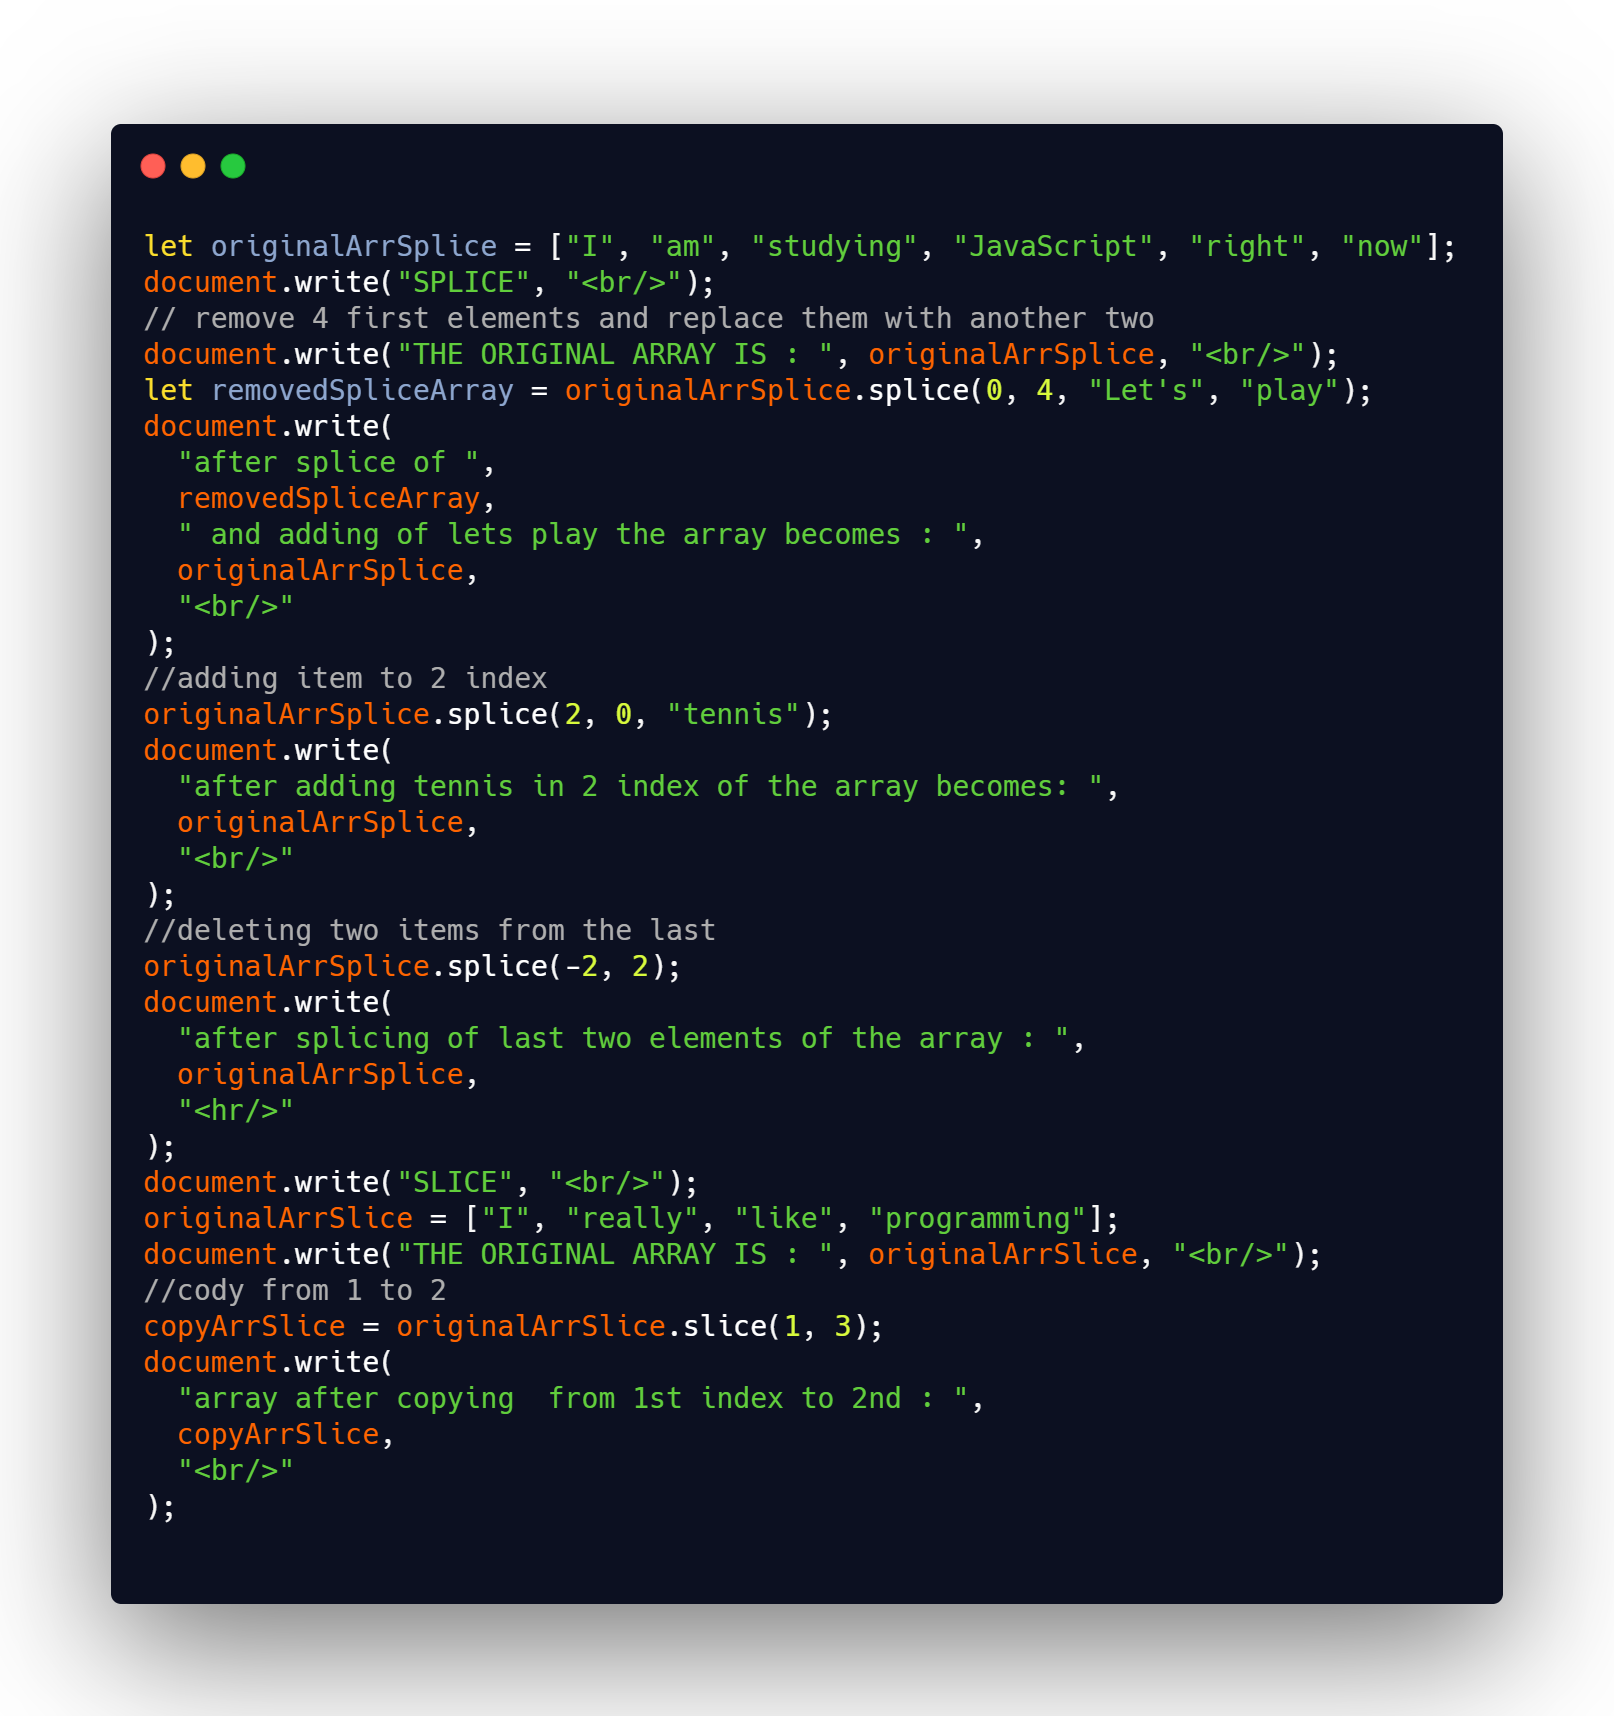 let originalArrSplice = ["I", "am", "studying", "JavaScript", "right", "now"];
document.write("SPLICE", "<br/>");
// remove 4 first elements and replace them with another two
document.write("THE ORIGINAL ARRAY IS : ", originalArrSplice, "<br/>");
let removedSpliceArray = originalArrSplice.splice(0, 4, "Let's", "play");
document.write(
  "after splice of ",
  removedSpliceArray,
  " and adding of lets play the array becomes : ",
  originalArrSplice,
  "<br/>"
);
//adding item to 2 index
originalArrSplice.splice(2, 0, "tennis");
document.write(
  "after adding tennis in 2 index of the array becomes: ",
  originalArrSplice,
  "<br/>"
);
//deleting two items from the last
originalArrSplice.splice(-2, 2);
document.write(
  "after splicing of last two elements of the array : ",
  originalArrSplice,
  "<hr/>"
);
document.write("SLICE", "<br/>");
originalArrSlice = ["I", "really", "like", "programming"];
document.write("THE ORIGINAL ARRAY IS : ", originalArrSlice, "<br/>");
//cody from 1 to 2
copyArrSlice = originalArrSlice.slice(1, 3);
document.write(
  "array after copying  from 1st index to 2nd : ",
  copyArrSlice,
  "<br/>"
);